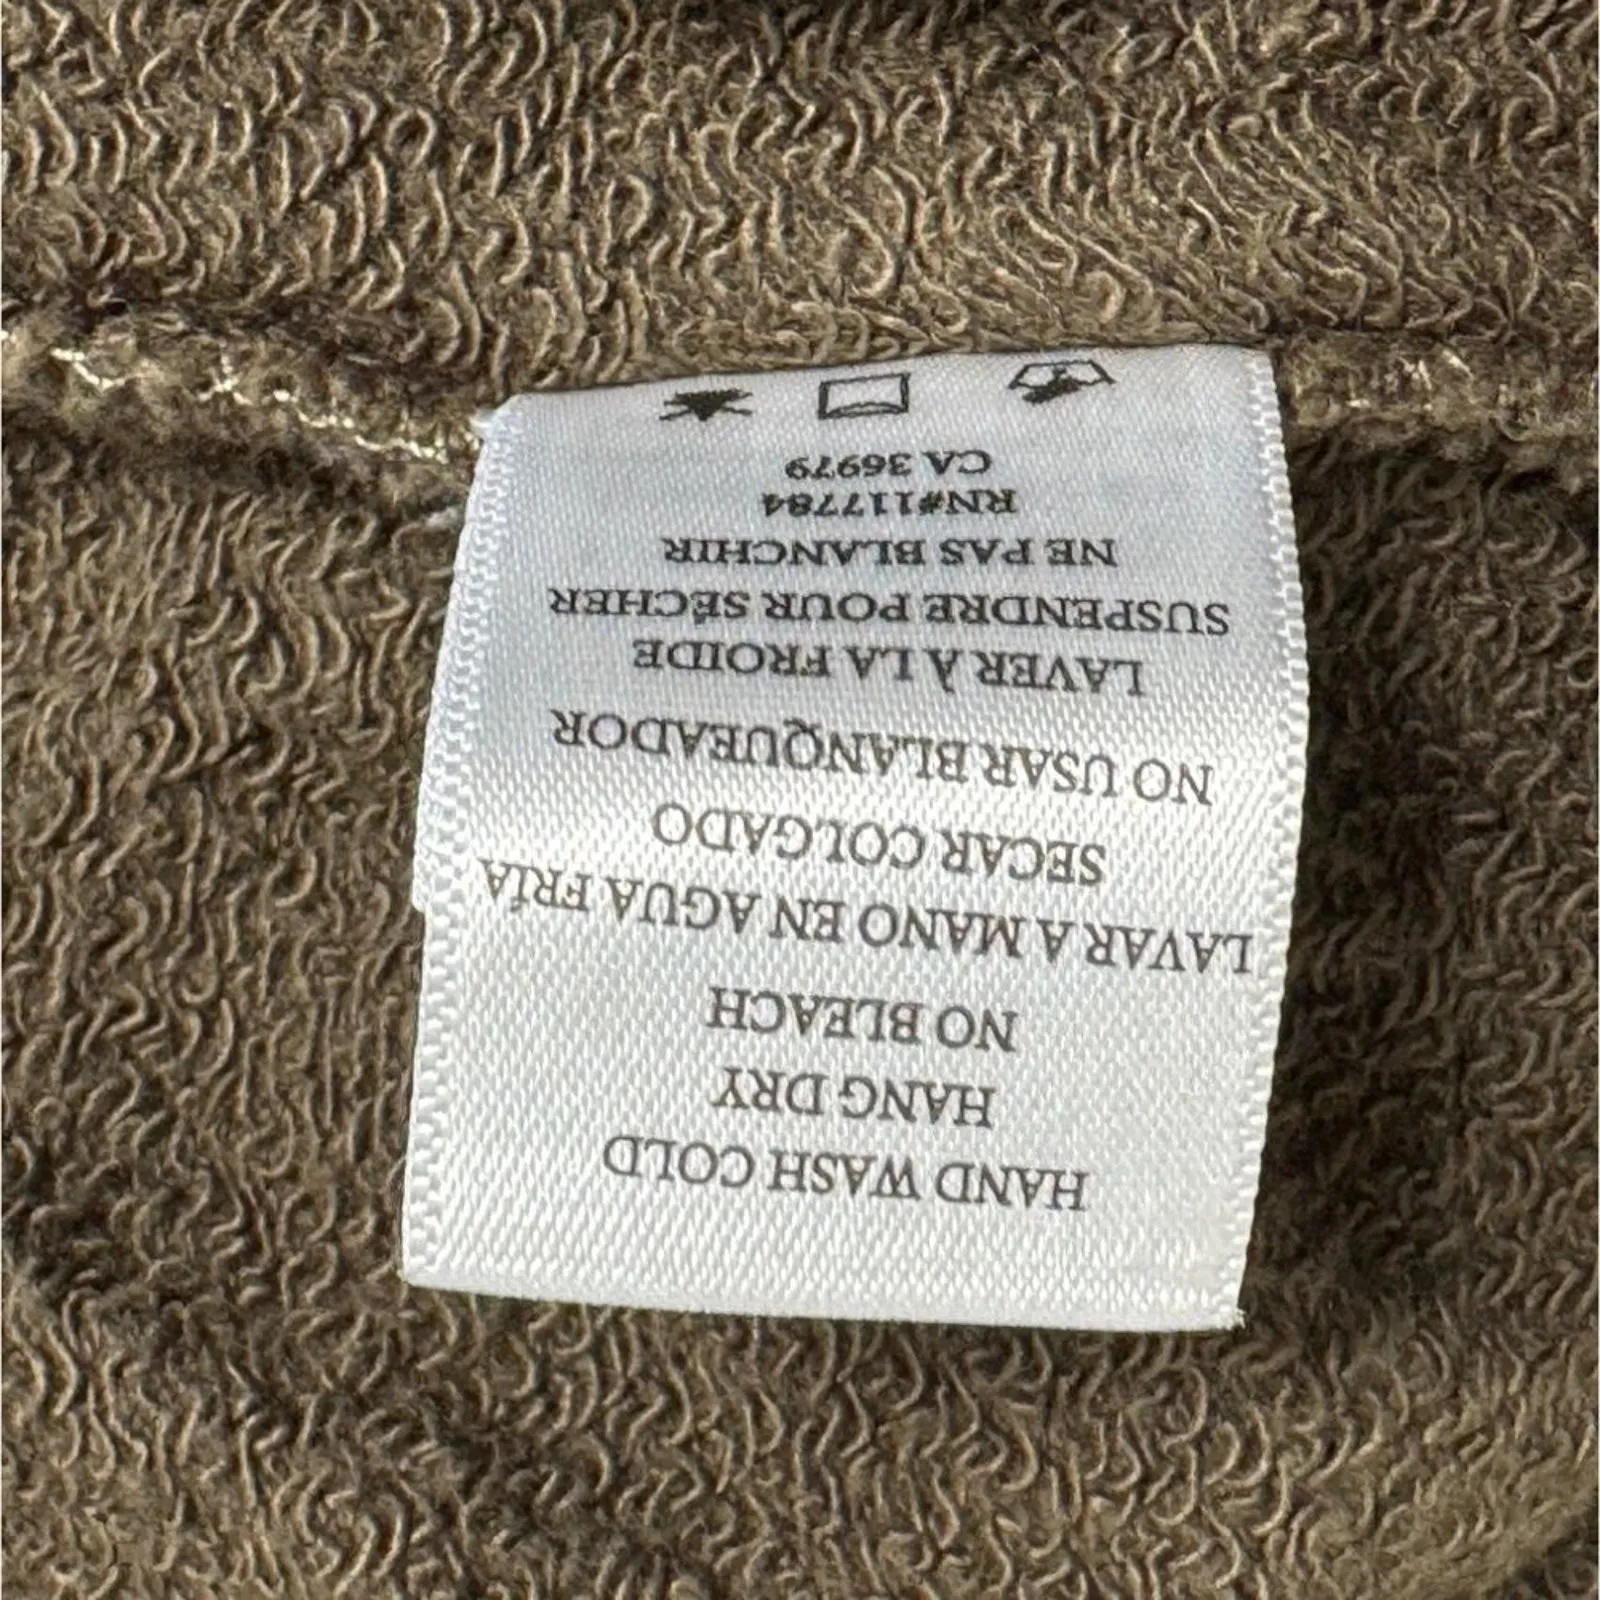 HAND WASH COLD
HANG DRY
NO BLEACH
LAVAR A MANO EN AGUA FRÍA
SECAR COLGADO
NO USAR BLANQUEADOR
LAVER À LA FROIDE
SUSPENDRE POUR SÉCHER
NE PAS BLANCHIR
RN#117784
CA 36979